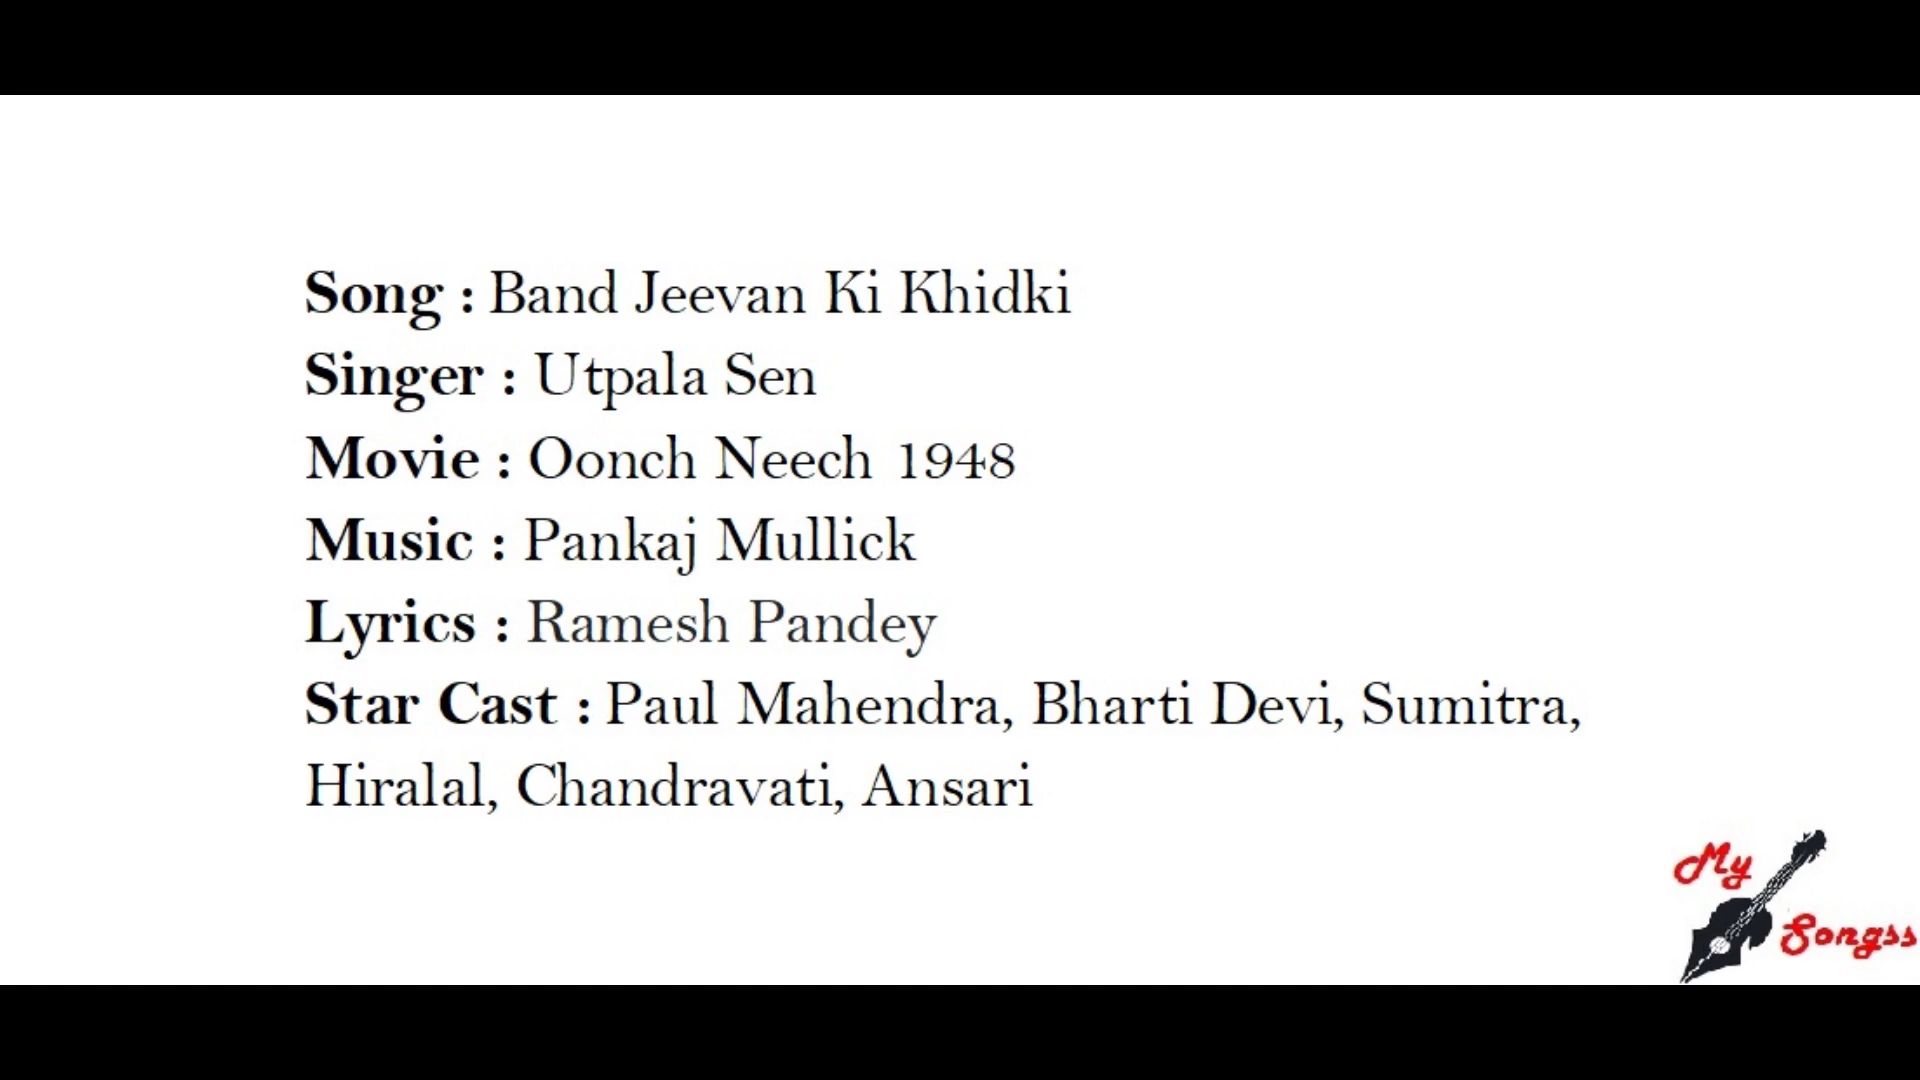 Song : Band Jeevan Ki Khidki
Singer : Utpala Sen
Movie : Oonch Neech 1948
Music : Pankaj Mullick
Lyrics : Ramesh Pandey
Star Cast : Paul Mahendra, Bharti Devi, Sumitra,
Hiralal, Chandravati, Ansari
My
Songss